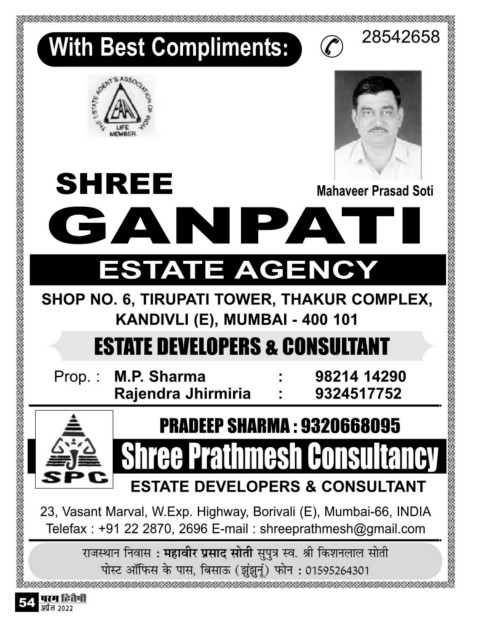 With Best Compliments:
28542658
THE ESTATE AGENT'S ASSOCIATION OF INDIA
EAAI
LIFE
MEMBER
Mahaveer Prasad Soti
SHREE
GANPATI
ESTATE AGENCY
SHOP NO. 6, TIRUPATI TOWER, THAKUR COMPLEX,
KANDIVLI (E), MUMBAI - 400 101
ESTATE DEVELOPERS & CONSULTANT
Prop. : M.P. Sharma : 98214 14290
Rajendra Jhirmiria : 9324517752
PRADEEP SHARMA : 9320668095
Shree Prathmesh Consultancy
SPC
ESTATE DEVELOPERS & CONSULTANT
23, Vasant Marval, W.Exp. Highway, Borivali (E), Mumbai-66, INDIA
Telefax : +91 22 2870, 2696 E-mail : shreeprathmesh@gmail.com
राजस्थान निवास : महावीर प्रसाद सोती सुपुत्र स्व. श्री किशनलाल सोती
पोस्ट ऑफिस के पास, बिसाऊ (झुंझुनूं) फोन : 01595264301
54 परम हितैषी
अप्रैल 2022